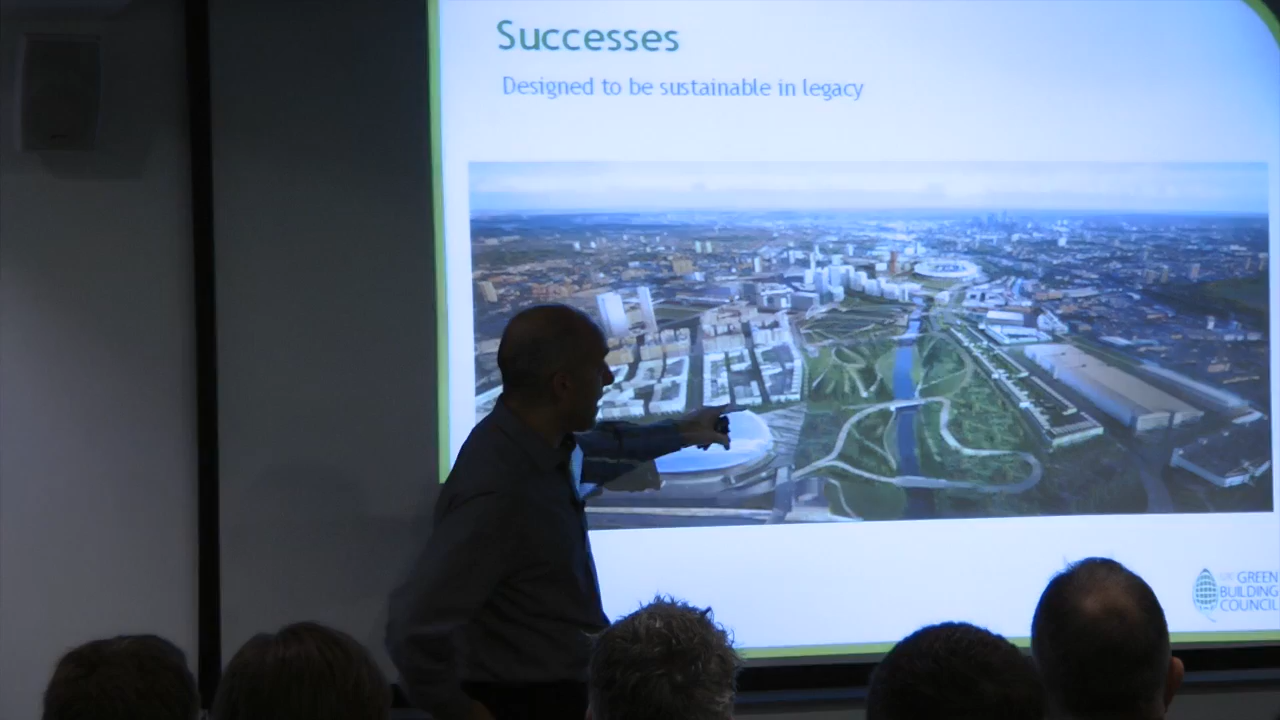 Successes
Designed to be sustainable in legacy
GREEN
BUILDING
COUNCIL